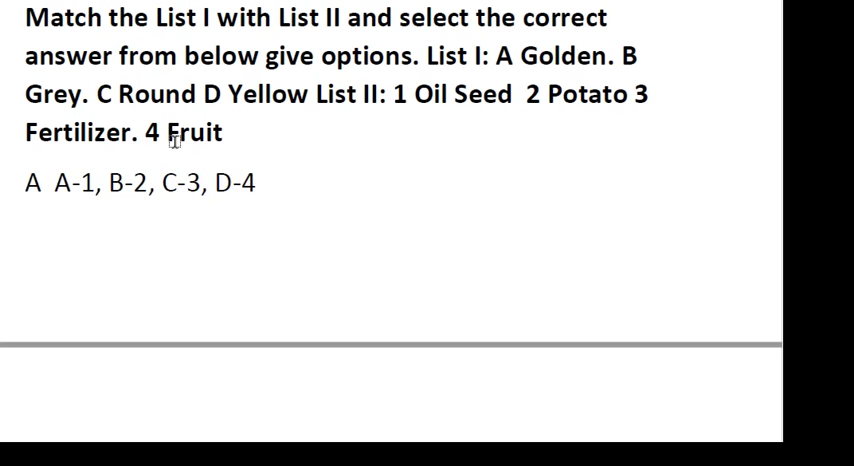 Match the List I with List II and select the correct
answer from below give options. List I: A Golden. B
Grey. C Round D Yellow List II: 1 Oil Seed  2 Potato 3
Fertilizer. 4 Fruit
A  A-1, B-2, C-3, D-4